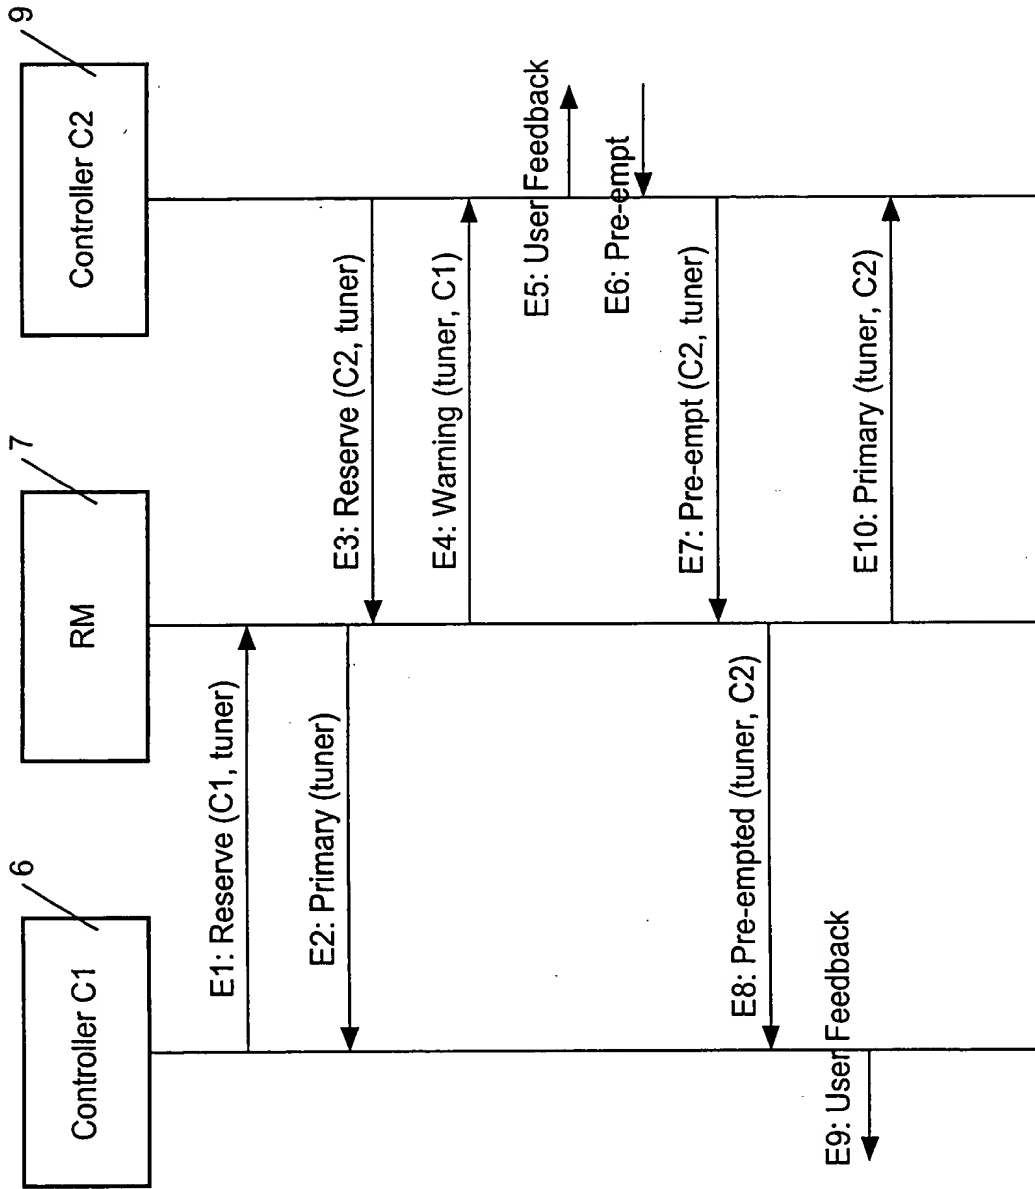 Controller C1
6
RM
7
Controller C2
9
E1: Reserve (C1, tuner)
E2: Primary (tuner)
E3: Reserve (C2, tuner)
E4: Warning (tuner, C1)
E5: User Feedback
E6: Pre-empt
E7: Pre-empt (C2, tuner)
E8: Pre-empted (tuner, C2)
E9: User Feedback
E10: Primary (tuner, C2)